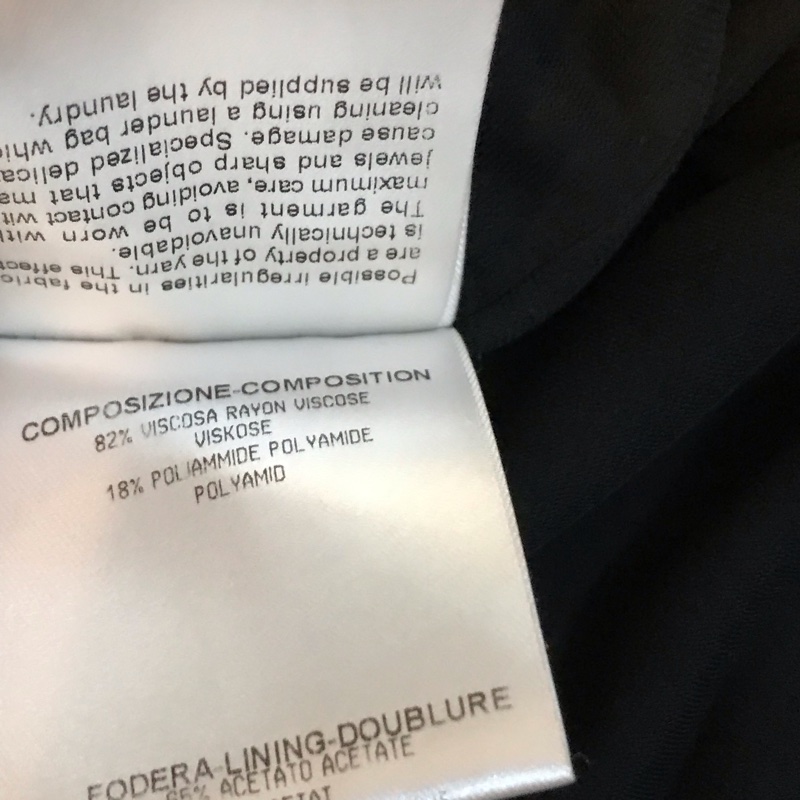 Possible irregularities in the fabric
are a property of the yarn. This effect
is technically unavoidable.
The garment is to be worn with
maximum care, avoiding contact with
jewels and sharp objects that ma
cause damage. Specialized delica
cleaning using a launder bag whic
will be supplied by the laundry.
COMPOSIZIONE-COMPOSITION
82% VISCOSA RAYON VISCOSE
VISKOSE
18% POLIAMMIDE POLYAMIDE
POLYAMID
FODERA-LINING-DOUBLURE
ACETATO ACETATE